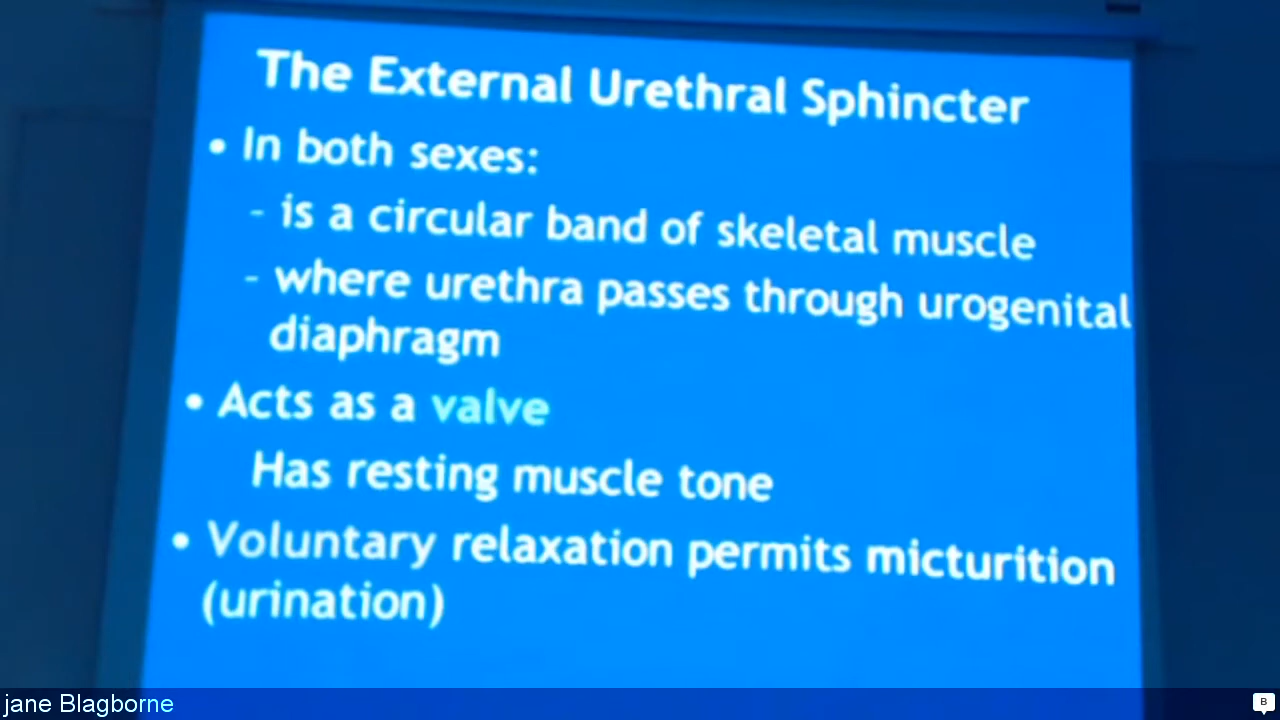 The External Urethral Sphincter
• In both sexes:
- is a circular band of skeletal muscle
- where urethra passes through urogenital
diaphragm
• Acts as a valve
Has resting muscle tone
• Voluntary relaxation permits micturition
(urination)
jane Blagborne
B